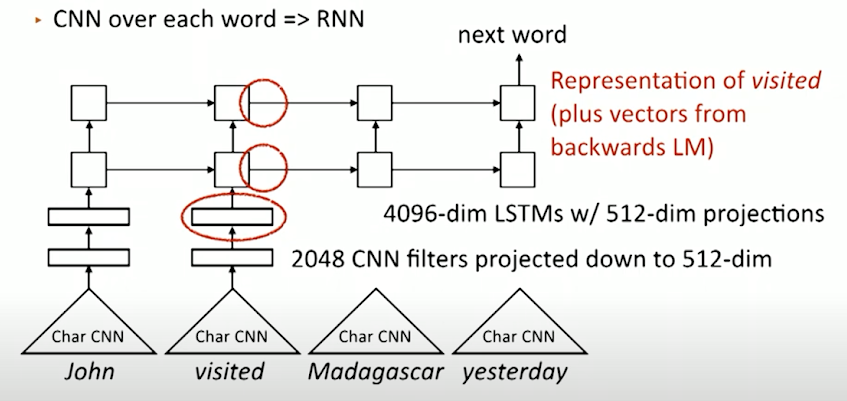 CNN over each word => RNN
next word
Representation of visited
(plus vectors from
backwards LM)
4096-dim LSTMs w/ 512-dim projections
2048 CNN filters projected down to 512-dim
Char CNN Char CNN Char CNN Char CNN
John visited Madagascar yesterday